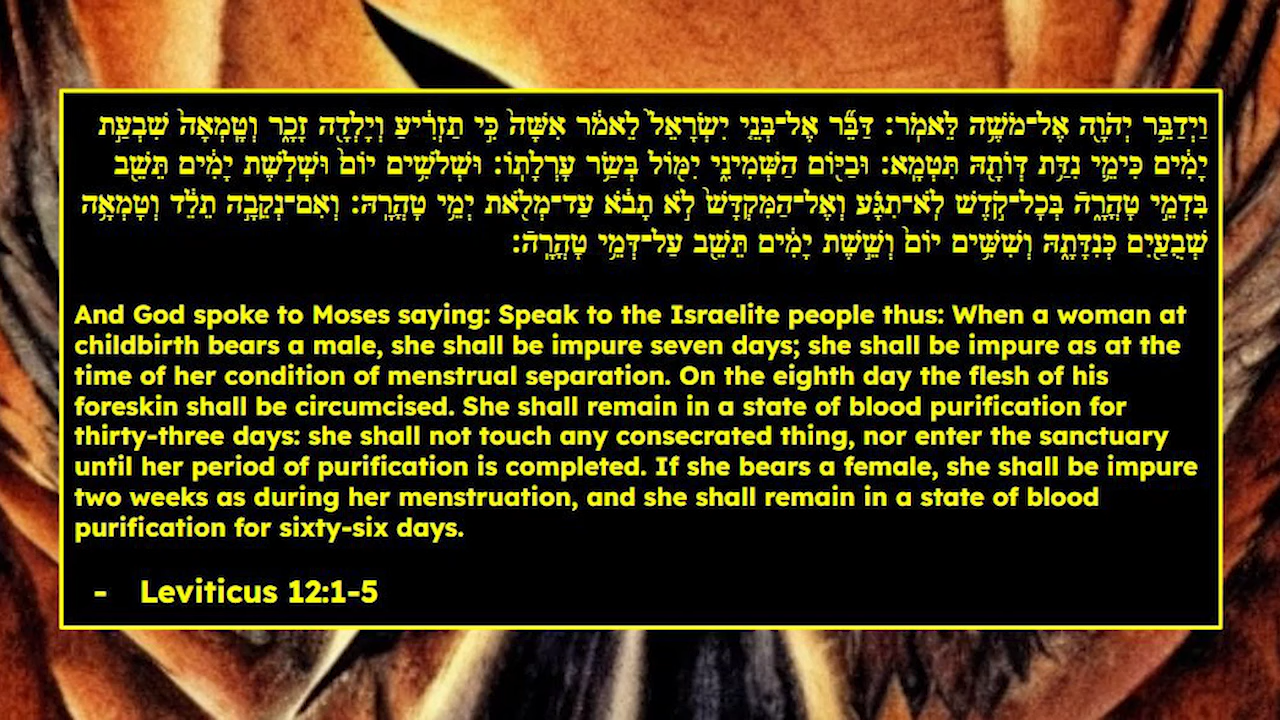 וַיְדַבֵּ֥ר יְהֹוָ֖ה אֶל־מֹשֶׁ֥ה לֵּאמֹֽר׃ דַּבֵּ֞ר אֶל־בְּנֵ֤י יִשְׂרָאֵל֙ לֵאמֹ֔ר אִשָּׁה֙ כִּ֣י תַזְרִ֔יעַ וְיָלְדָ֖ה זָכָ֑ר וְטָֽמְאָה֙ שִׁבְעַ֣ת
יָמִ֔ים כִּימֵ֛י נִדַּ֥ת דְּוֺתָ֖הּ תִּטְמָֽא׃ וּבַיּ֖וֹם הַשְּׁמִינִ֑י יִמּ֖וֹל בְּשַׂ֥ר עׇרְלָתֽוֹ׃ וּשְׁלֹשִׁ֥ים יוֹם֙ וּשְׁלֹ֣שֶׁת יָמִ֔ים תֵּשֵׁ֖ב
בִּדְמֵ֣י טׇהֳרָ֑הֿ בְּכׇל־קֹ֣דֶשׁ לֹֽא־תִגָּ֗ע וְאֶל־הַמִּקְדָּשׁ֙ לֹ֣א תָבֹ֔א עַד־מְלֹ֖את יְמֵ֥י טׇהֳרָֽהּ׃ וְאִם־נְקֵבָ֣ה תֵלֵ֔ד וְטָמְאָ֥ה
שְׁבֻעַ֖יִם כְּנִדָּתָ֑הּ וְשִׁשִּׁ֥ים יוֹם֙ וְשֵׁ֣שֶׁת יָמִ֔ים תֵּשֵׁ֖ב עַל־דְּמֵ֥י טׇהֳרָֽהֿ׃
And God spoke to Moses saying: Speak to the Israelite people thus: When a woman at
childbirth bears a male, she shall be impure seven days; she shall be impure as at the
time of her condition of menstrual separation. On the eighth day the flesh of his
foreskin shall be circumcised. She shall remain in a state of blood purification for
thirty-three days: she shall not touch any consecrated thing, nor enter the sanctuary
until her period of purification is completed. If she bears a female, she shall be impure
two weeks as during her menstruation, and she shall remain in a state of blood
purification for sixty-six days.
- Leviticus 12:1-5